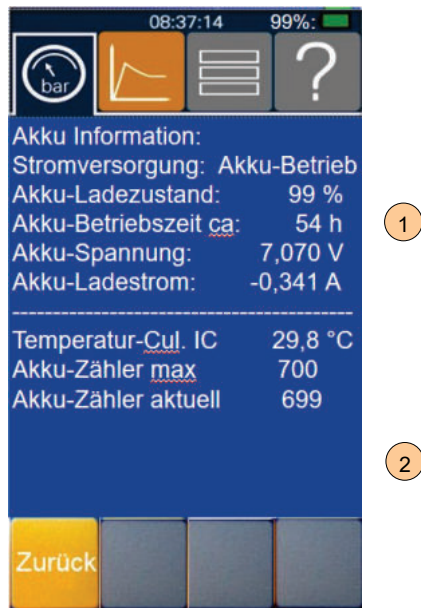 08:37:14 99%:
bar
?
Akku Information:
Stromversorgung: Akku-Betrieb
Akku-Ladezustand: 99 %
Akku-Betriebszeit ca: 54 h
1
Akku-Spannung: 7,070 V
Akku-Ladestrom: -0,341 A
--------------------------------------------
Temperatur-Cul. IC 29,8 °C
Akku-Zähler max 700
Akku-Zähler aktuell 699
2
Zurück